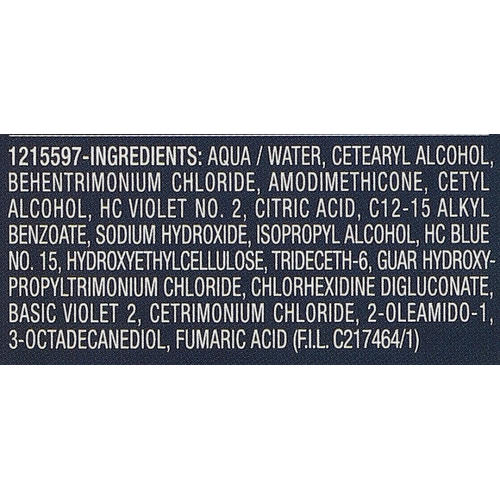 1215597-INGREDIENTS: AQUA / WATER, CETEARYL ALCOHOL,
BEHENTRIMONIUM CHLORIDE, AMODIMETHICONE, CETYL
ALCOHOL, HC VIOLET NO. 2, CITRIC ACID, C12-15 ALKYL
BENZOATE, SODIUM HYDROXIDE, ISOPROPYL ALCOHOL, HC BLUE
NO. 15, HYDROXYETHYLCELLULOSE, TRIDECETH-6, GUAR HYDROXY-
PROPYLTRIMONIUM CHLORIDE, CHLORHEXIDINE DIGLUCONATE,
BASIC VIOLET 2, CETRIMONIUM CHLORIDE, 2-OLEAMIDO-1,
3-OCTADECANEDIOL, FUMARIC ACID (F.I.L. C217464/1)